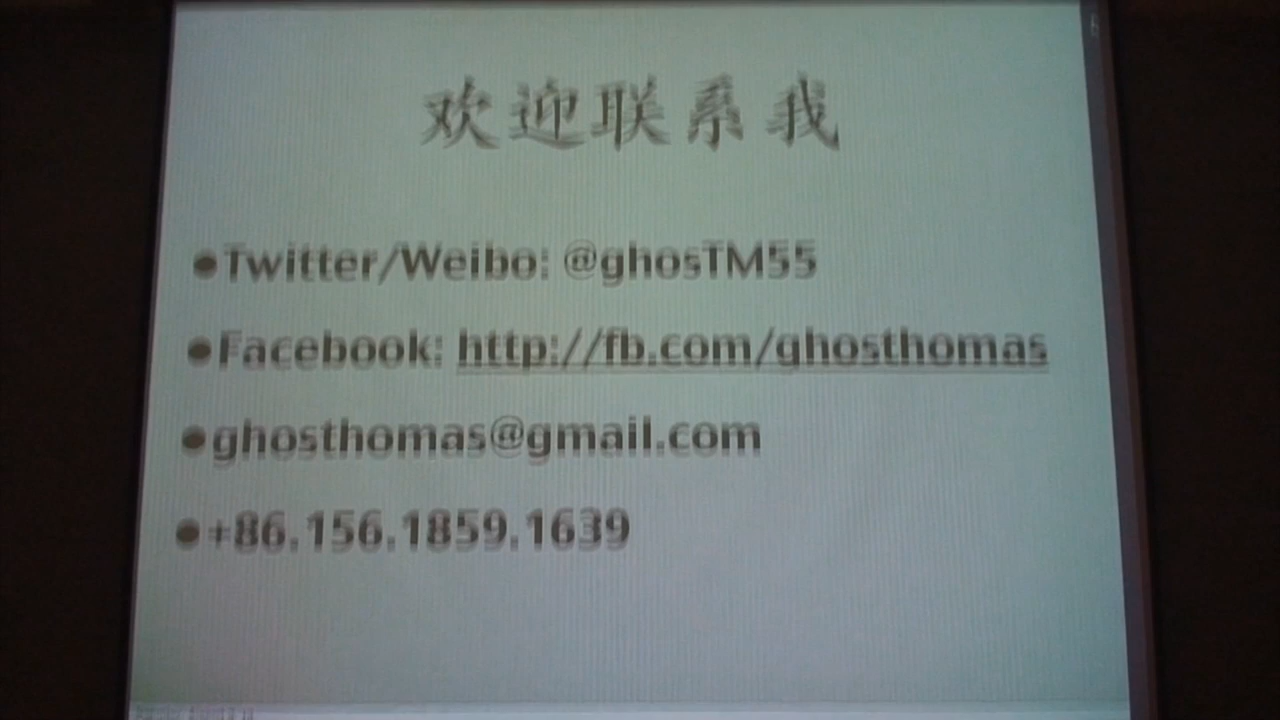 欢迎联系我
●Twitter/Weibo: @ghosTM55
●Facebook: http://fb.com/ghosthomas
●ghosthomas@gmail.com
●+86.156.1859.1639